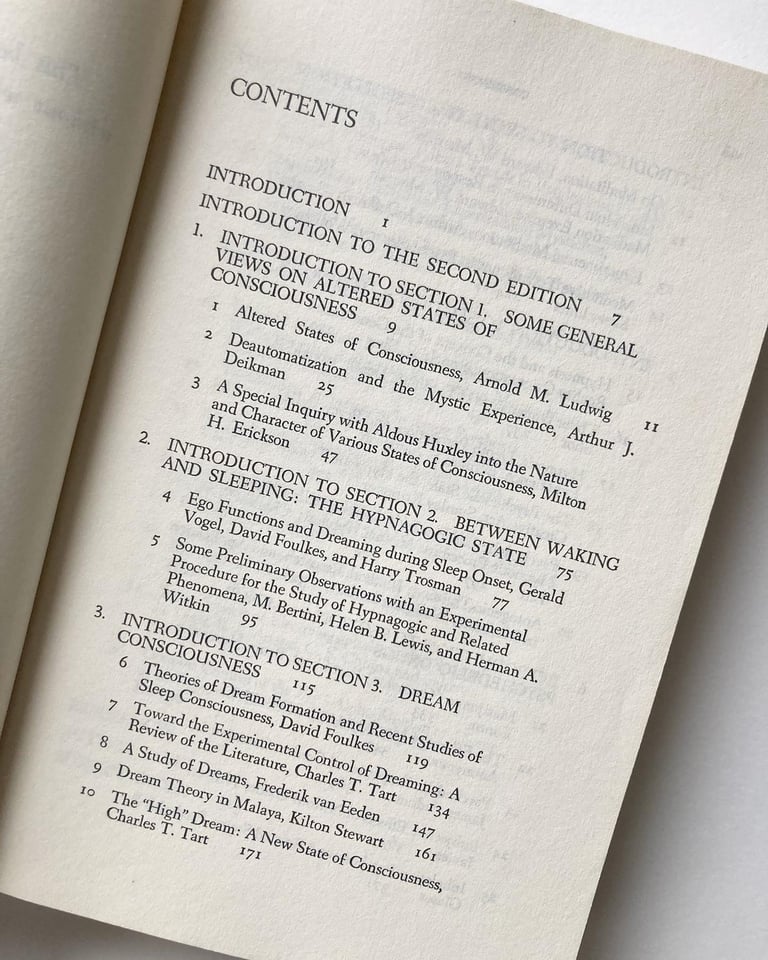 CONTENTS
INTRODUCTION 1
INTRODUCTION TO THE SECOND EDITION 7
1. INTRODUCTION TO SECTION 1. SOME GENERAL
VIEWS ON ALTERED STATES OF
CONSCIOUSNESS 9
1 Altered States of Consciousness, Arnold M. Ludwig 11
2 Deautomatization and the Mystic Experience, Arthur J.
Deikman 25
3 A Special Inquiry with Aldous Huxley into the Nature
and Character of Various States of Consciousness, Milton
H. Erickson 47
2. INTRODUCTION TO SECTION 2. BETWEEN WAKING
AND SLEEPING: THE HYPNAGOGIC STATE 75
4 Ego Functions and Dreaming during Sleep Onset, Gerald
Vogel, David Foulkes, and Harry Trosman 77
5 Some Preliminary Observations with an Experimental
Procedure for the Study of Hypnagogic and Related
Phenomena, M. Bertini, Helen B. Lewis, and Herman A.
Witkin 95
3. INTRODUCTION TO SECTION 3. DREAM
CONSCIOUSNESS 115
6 Theories of Dream Formation and Recent Studies of
Sleep Consciousness, David Foulkes 119
7 Toward the Experimental Control of Dreaming: A
Review of the Literature, Charles T. Tart 134
8 A Study of Dreams, Frederik van Eeden 147
9 Dream Theory in Malaya, Kilton Stewart 161
10 The "High" Dream: A New State of Consciousness,
Charles T. Tart 171